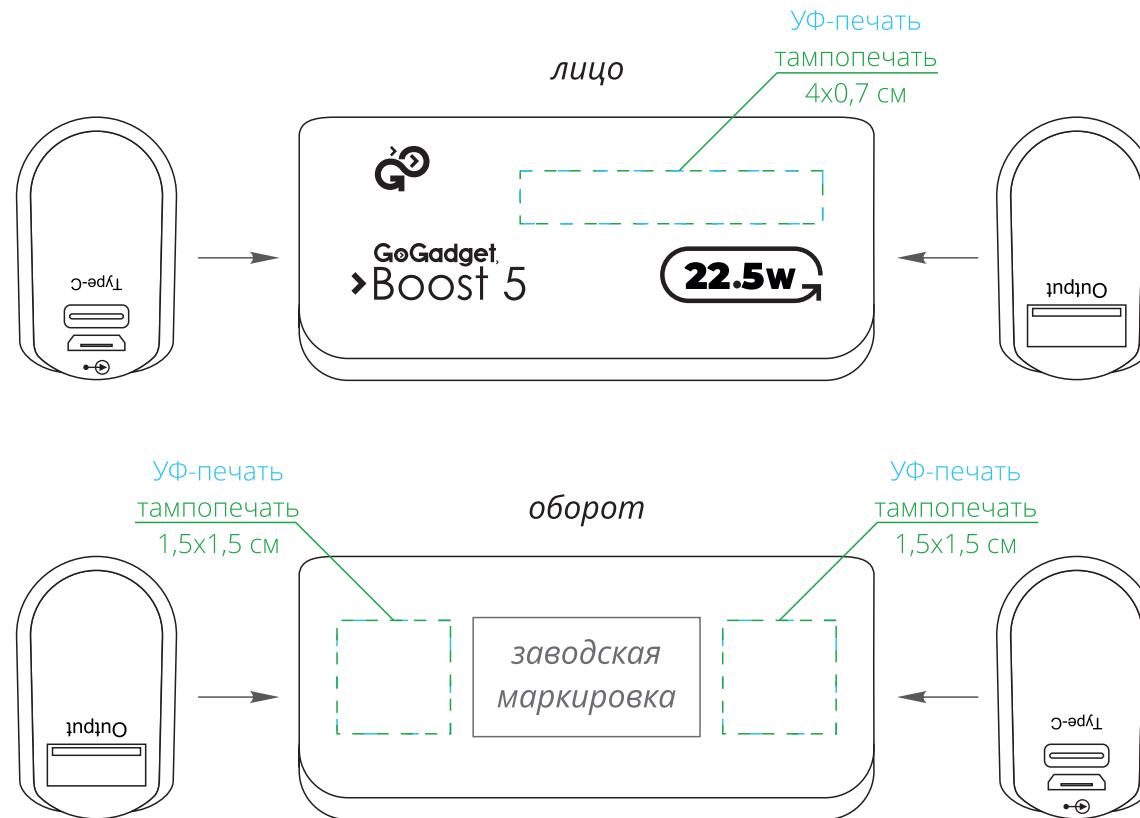 УФ-печать
тампопечать
4х0,7 см
лицо
GoGadget
Boost 5
22.5w
Type-C
Output
УФ-печать
тампопечать
1,5х1,5 см
оборот
УФ-печать
тампопечать
1,5х1,5 см
заводская
маркировка
Output
Type-C